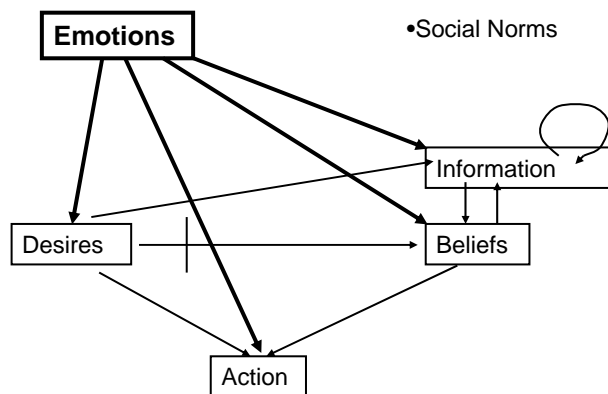 Emotions
•Social Norms
Information
Desires
Beliefs
Action